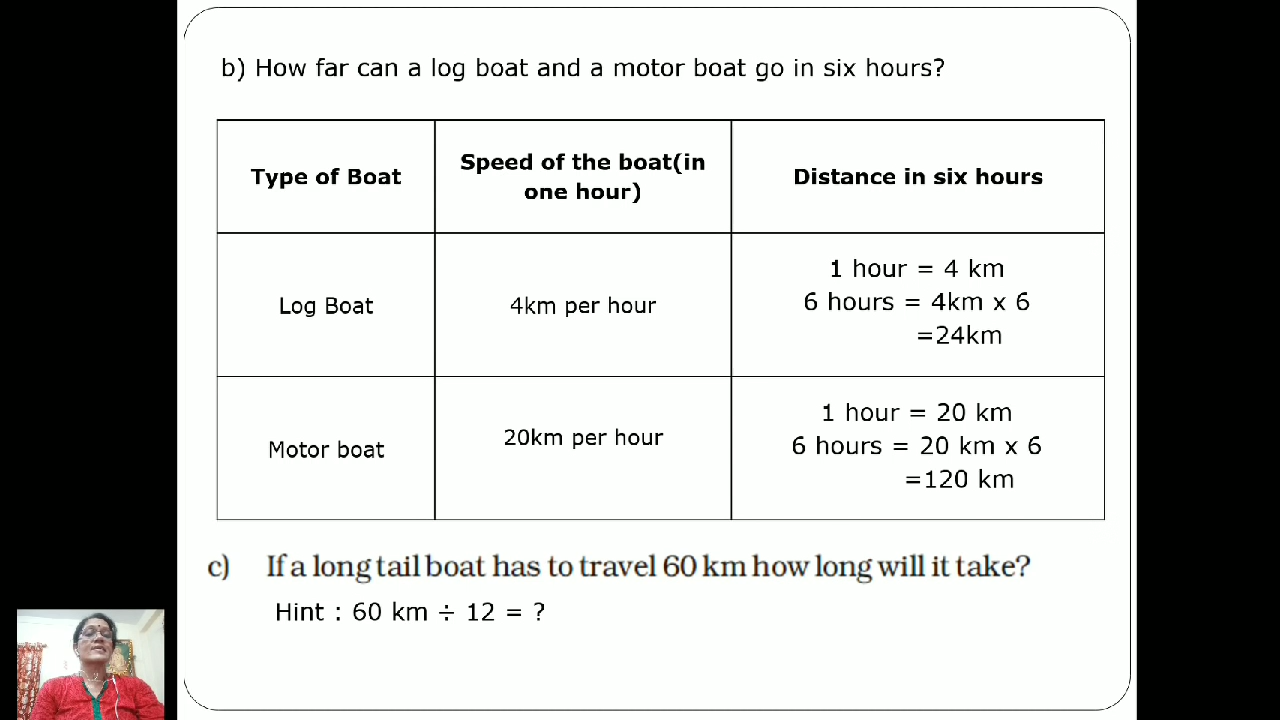 b) How far can a log boat and a motor boat go in six hours?
Type of Boat
Speed of the boat(in
one hour)
Distance in six hours
Log Boat
4km per hour
1 hour = 4 km
6 hours = 4km x 6
=24km
Motor boat
20km per hour
1 hour = 20 km
6 hours = 20 km x 6
=120 km
c) If a long tail boat has to travel 60 km how long will it take?
Hint : 60 km ÷ 12 = ?